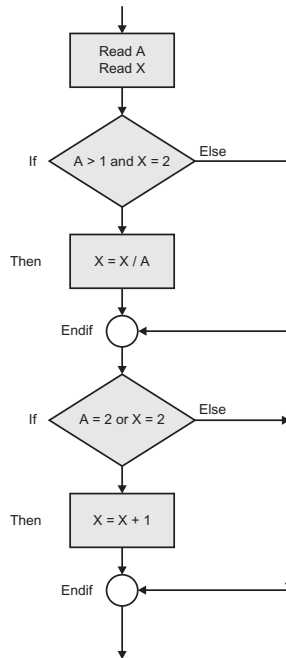 Read A
Read X
If
A > 1 and X = 2
Else
Then
X = X / A
Endif
If
A = 2 or X = 2
Else
Then
X = X + 1
Endif